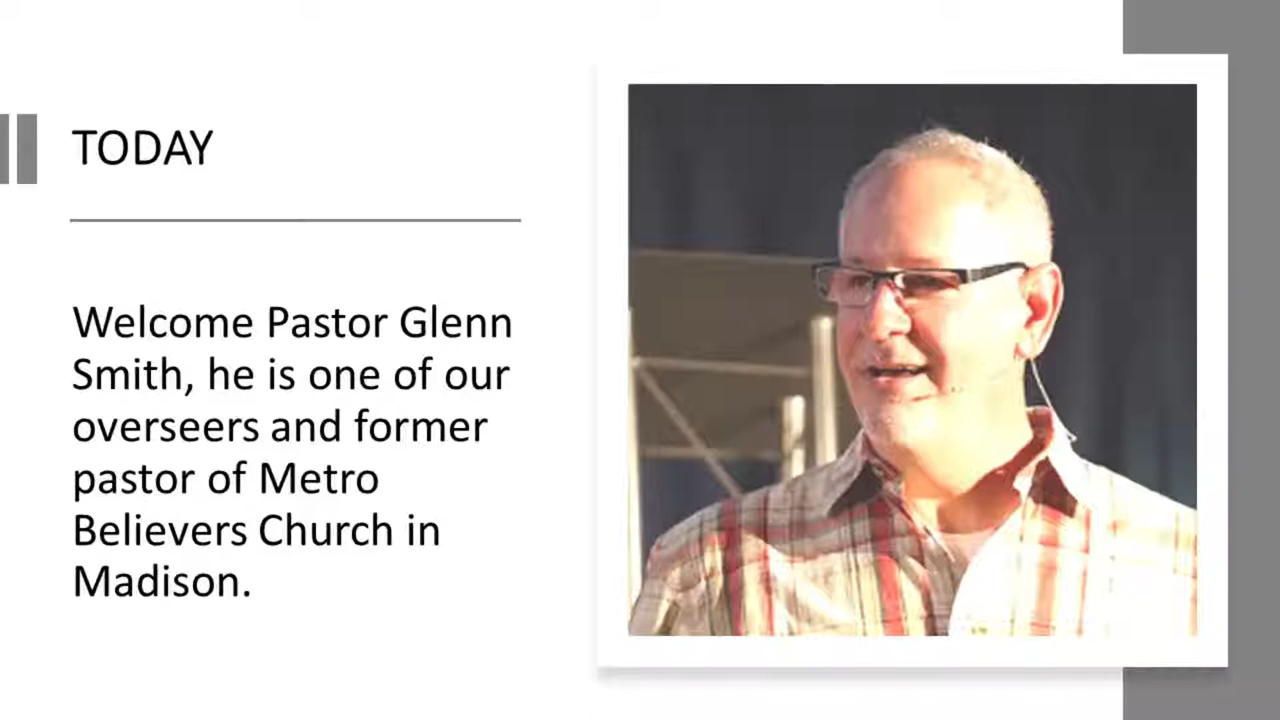 TODAY
Welcome Pastor Glenn
Smith, he is one of our
overseers and former
pastor of Metro
Believers Church in
Madison.